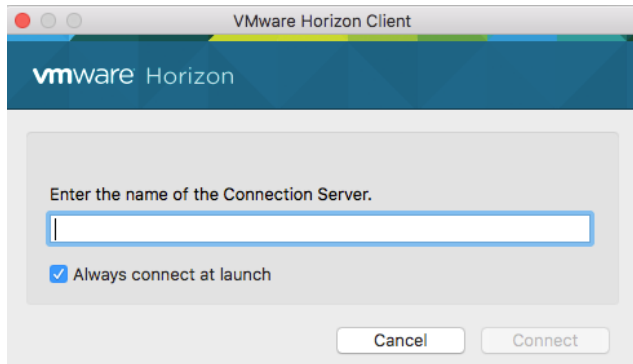 VMware Horizon Client
vmware Horizon
Enter the name of the Connection Server.
Always connect at launch
Cancel Connect